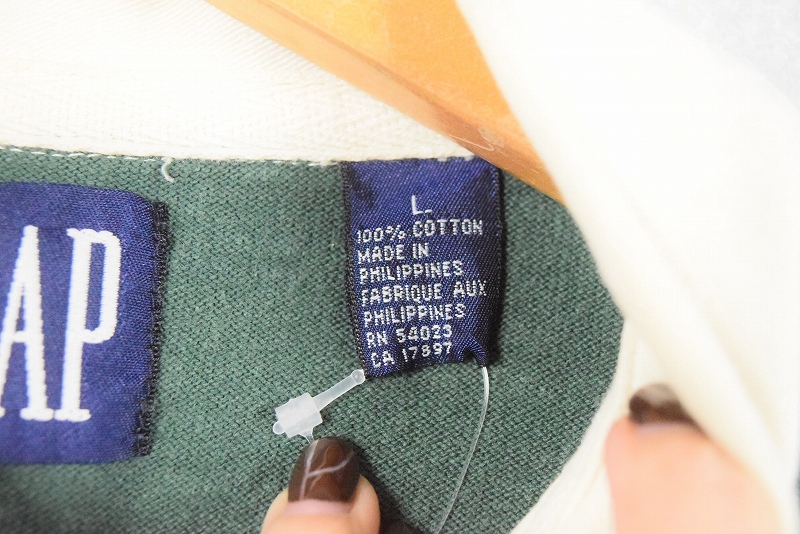 AP
L
100% COTTON
MADE IN
PHILIPPINES
FABRIQUE AUX
PHILIPPINES
RN 54023
CA 17897